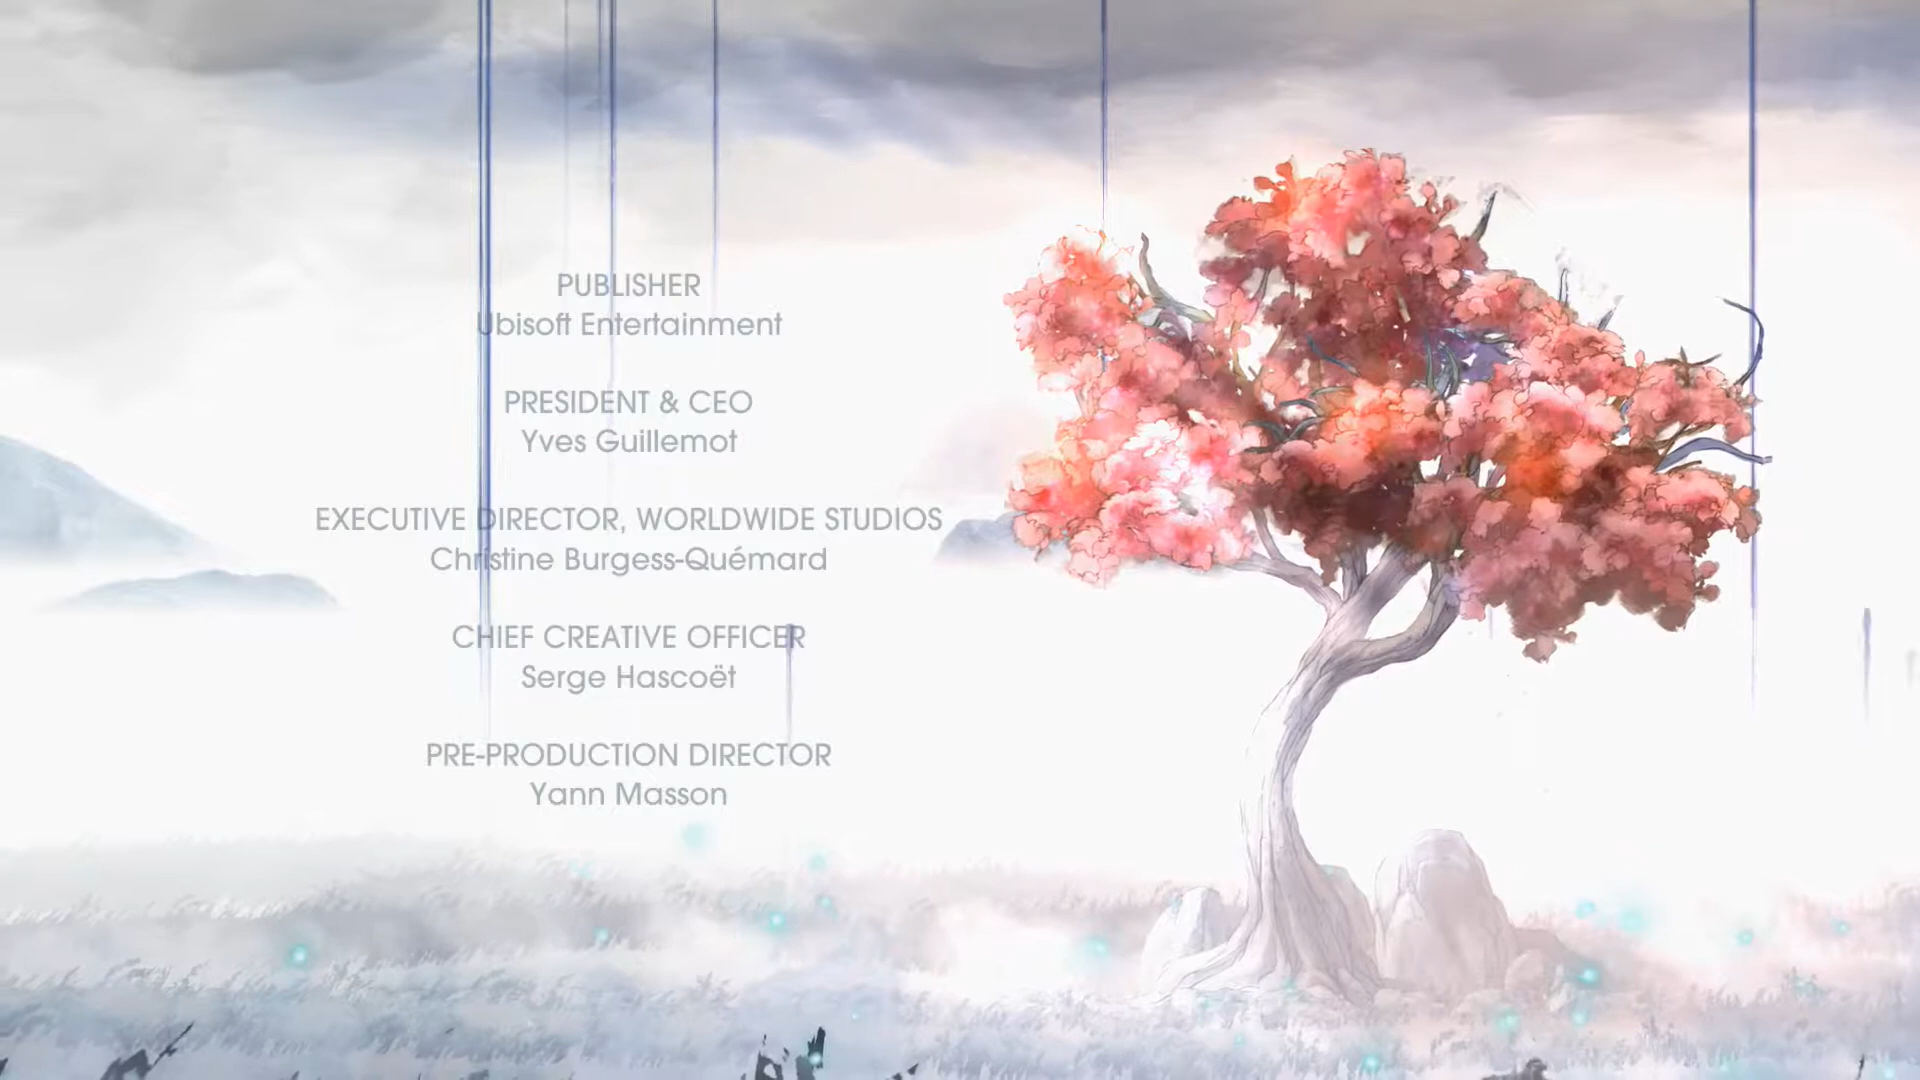 PUBLISHER
Ubisoft Entertainment
PRESIDENT & CEO
Yves Guillemot
EXECUTIVE DIRECTOR, WORLDWIDE STUDIOS
Christine Burgess-Quémard
CHIEF CREATIVE OFFICER
Serge Hascoët
PRE-PRODUCTION DIRECTOR
Yann Masson